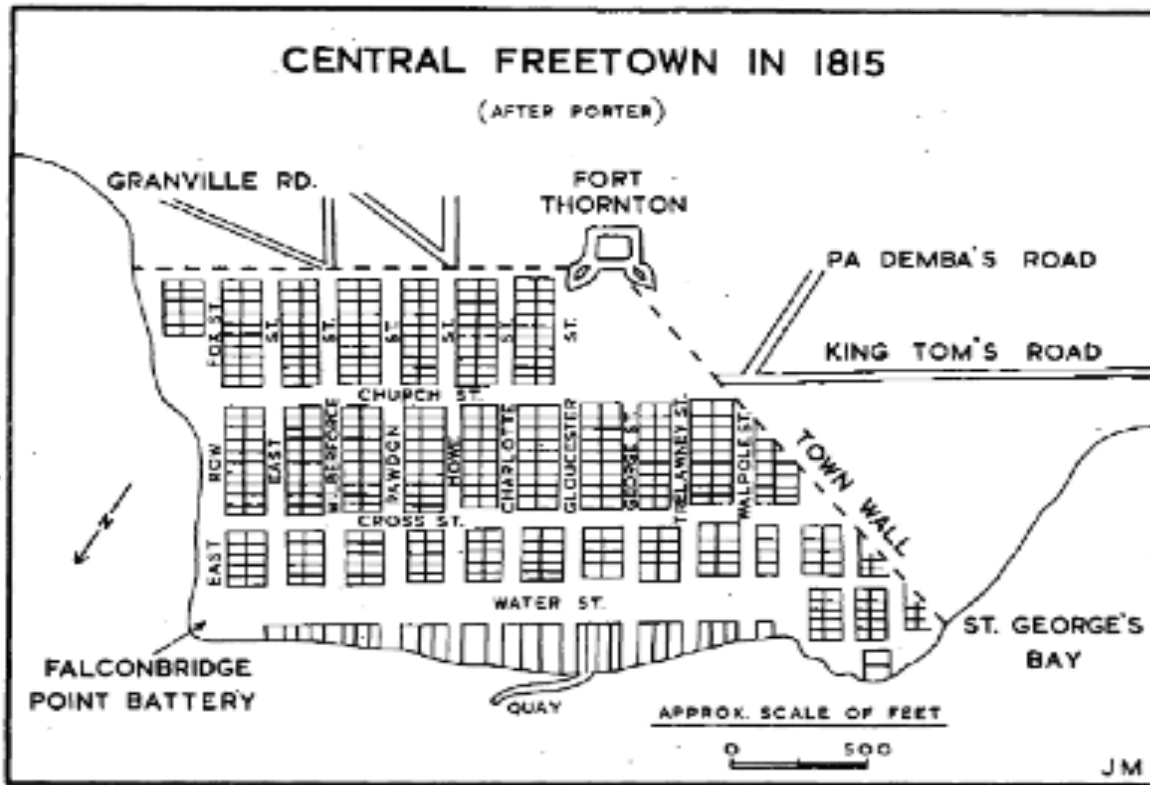 CENTRAL FREETOWN IN 1815
(AFTER PORTER)
GRANVILLE RD.
FORT
THORNTON
PA DEMBA'S ROAD
KING TOM'S ROAD
FOX ST.
ST.
ST.
ST.
ST.
ST.
ST.
CHURCH ST.
EAST ROW
EAST
WILBERFORCE
RAWDON
HOWE
CHARLOTTE
GLOUCESTER
GEORGE ST.
TRELAWNEY ST.
WALPOLE ST.
TOWN WALL
CROSS ST.
N
WATER ST.
ST. GEORGE'S
BAY
FALCONBRIDGE
POINT BATTERY
QUAY
APPROX. SCALE OF FEET
0 500
JM